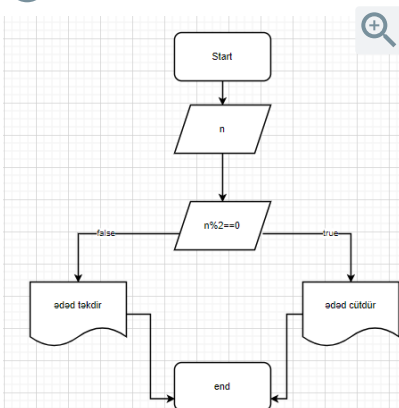 Start
n
n%2==0
false
true
ədəd təkdir
ədəd cütdür
end